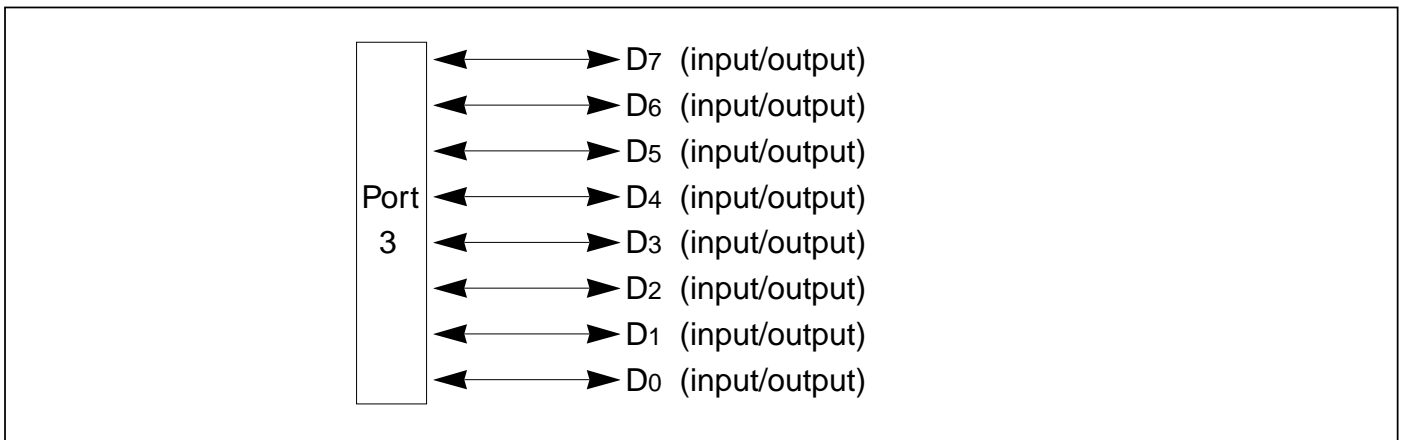 D7 (input/output)
D6 (input/output)
D5 (input/output)
Port
D4 (input/output)
3
D3 (input/output)
D2 (input/output)
D1 (input/output)
D0 (input/output)